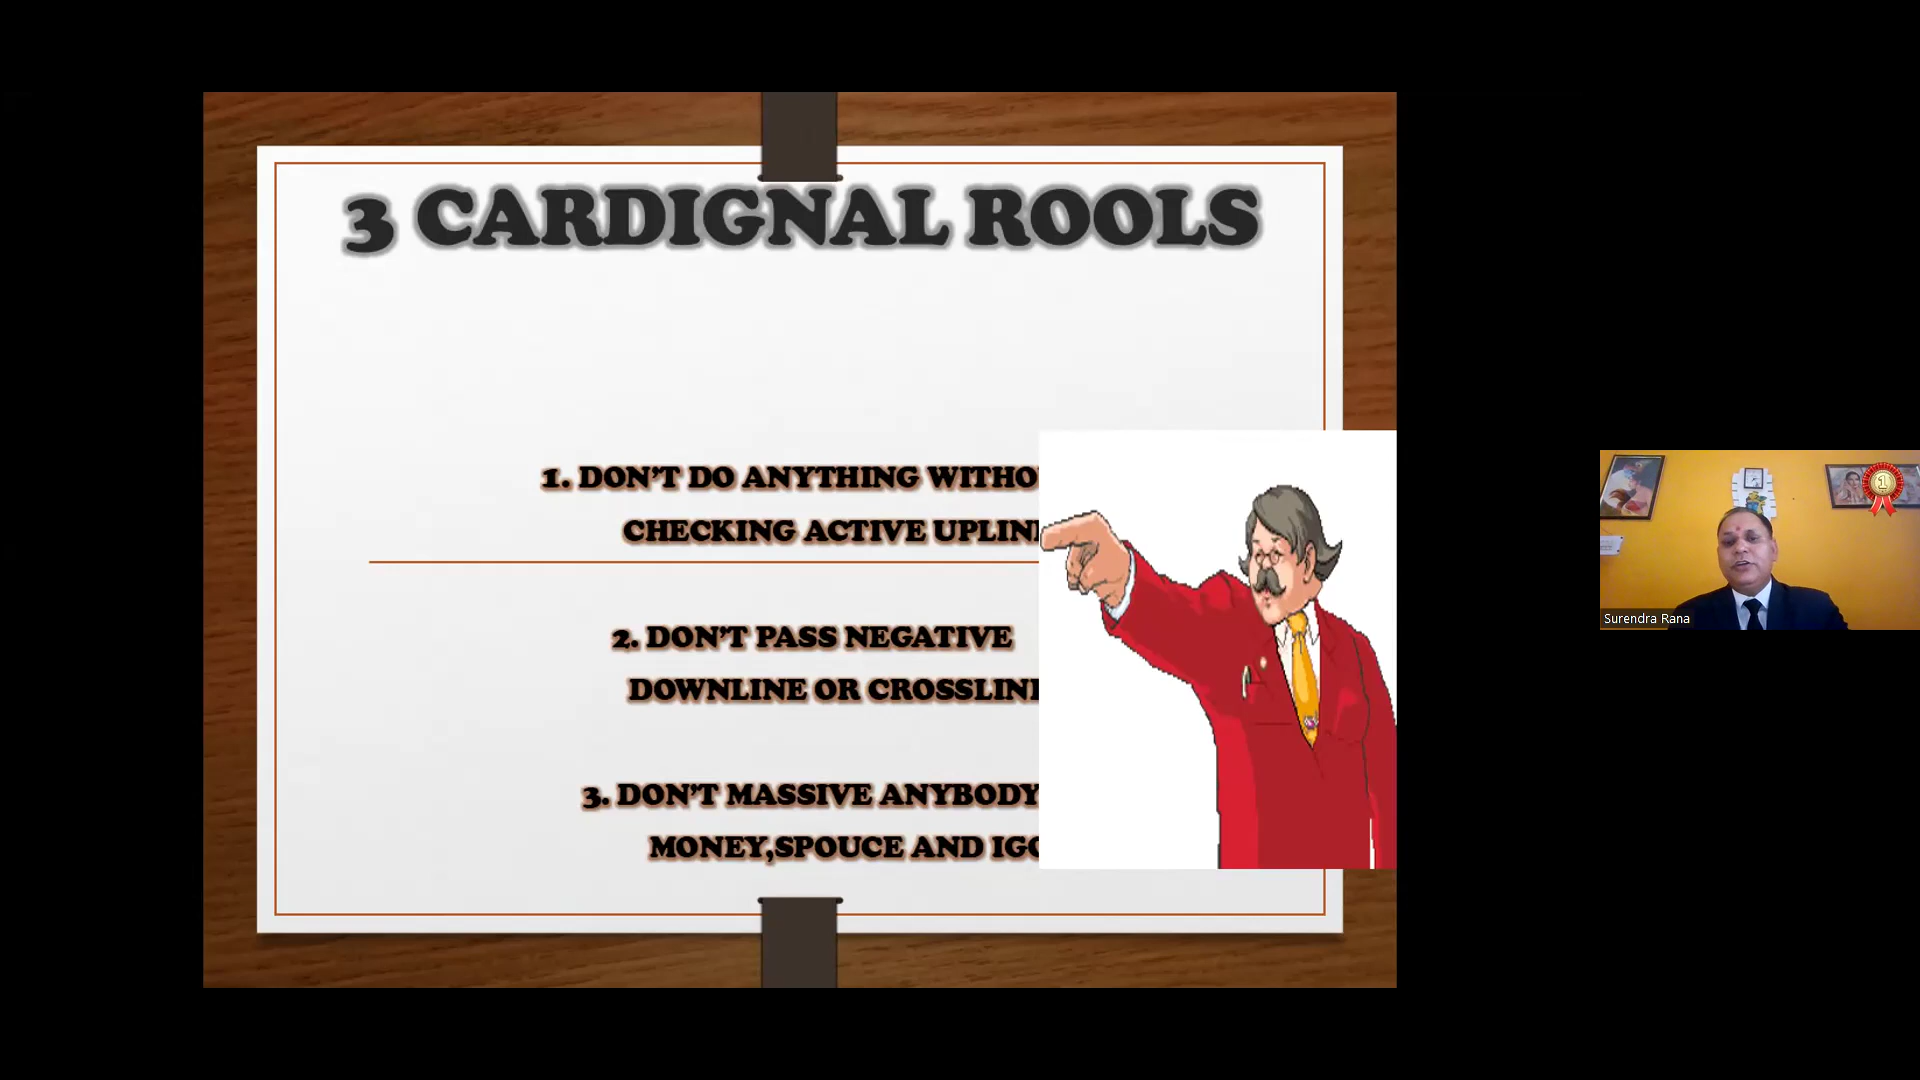 3 CARDIGNAL ROOLS
1. DON'T DO ANYTHING WITHO
CHECKING ACTIVE UPLIN
2. DON'T PASS NEGATIVE
DOWNLINE OR CROSSLIN
3. DON'T MASSIVE ANYBODY
MONEY,SPOUCE AND IG
Surendra Rana
1